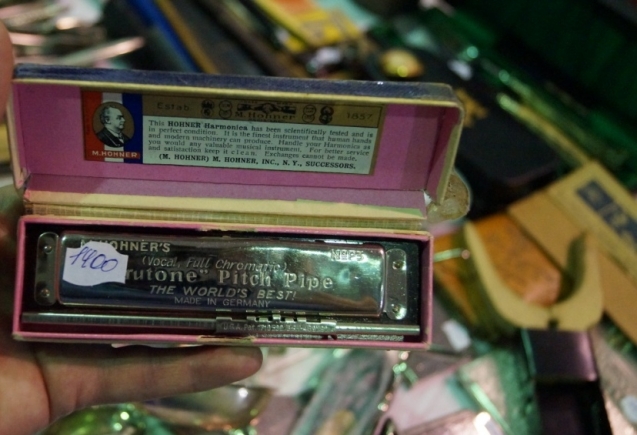 Estab. 1857
M. Hohner
M. HOHNER
This HOHNER Harmonica has been scientifically tested and is
in perfect condition. It is the finest instrument that human hands
and modern machinery can produce. Handle your Harmonica as
you would any valuable musical instrument. For better service
and satisfaction keep it clean. Exchanges cannot be made.
(M. HOHNER) M. HOHNER, INC., N. Y., SUCCESSORS.
HOHNER'S
(Vocal, Full Chromatic)
Pitch Pipe
THE WORLD'S BEST!
MADE IN GERMANY
1400